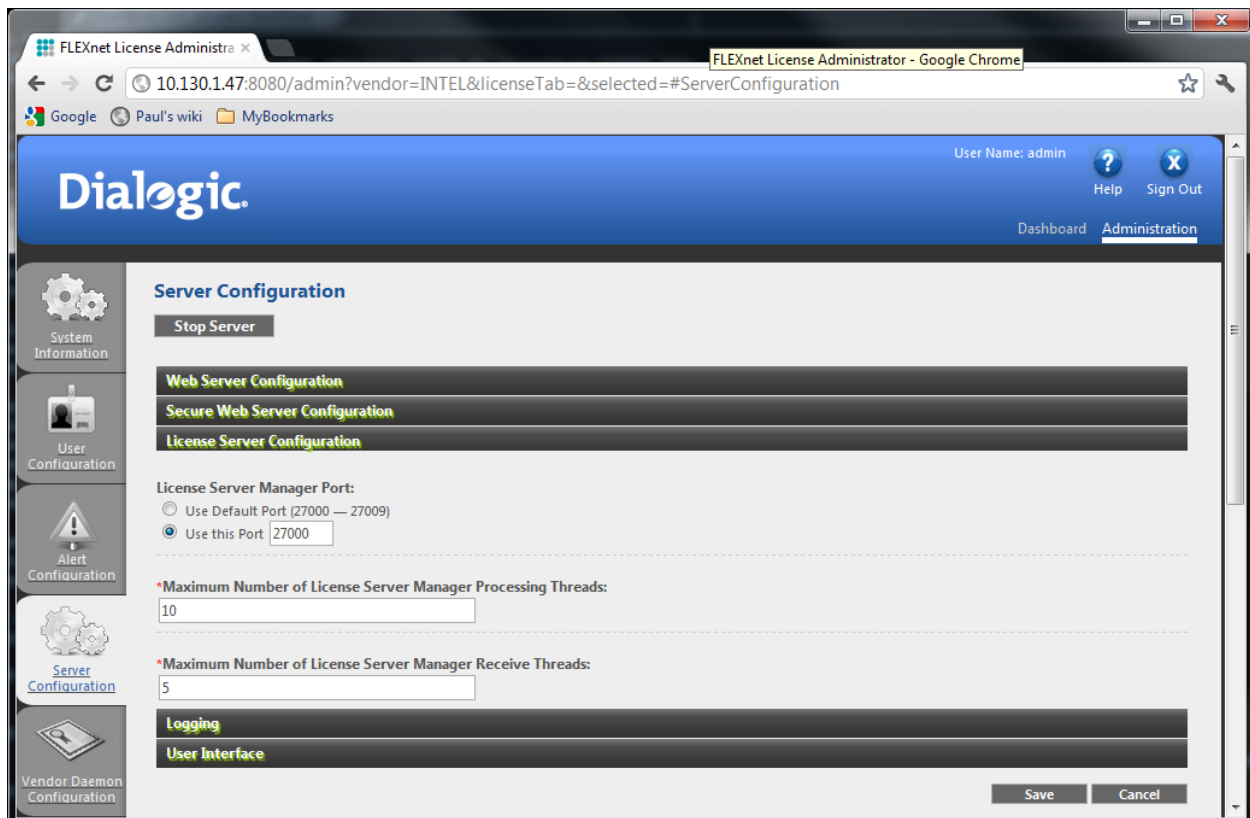 FLEXnet License Administra
FLEXnet License Administrator - Google Chrome
10.130.1.47:8080/admin?vendor=INTEL&licenseTab=&selected=#ServerConfiguration
Google Paul's wiki MyBookmarks
User Name: admin
Help Sign Out
Dialogic.
Dashboard Administration
System
Information
User
Configuration
Alert
Configuration
Server
Configuration
Vendor Daemon
Configuration
Server Configuration
Stop Server
Web Server Configuration
Secure Web Server Configuration
License Server Configuration
License Server Manager Port:
Use Default Port (27000 — 27009)
Use this Port 27000
*Maximum Number of License Server Manager Processing Threads:
10
*Maximum Number of License Server Manager Receive Threads:
5
Logging
User Interface
Save Cancel